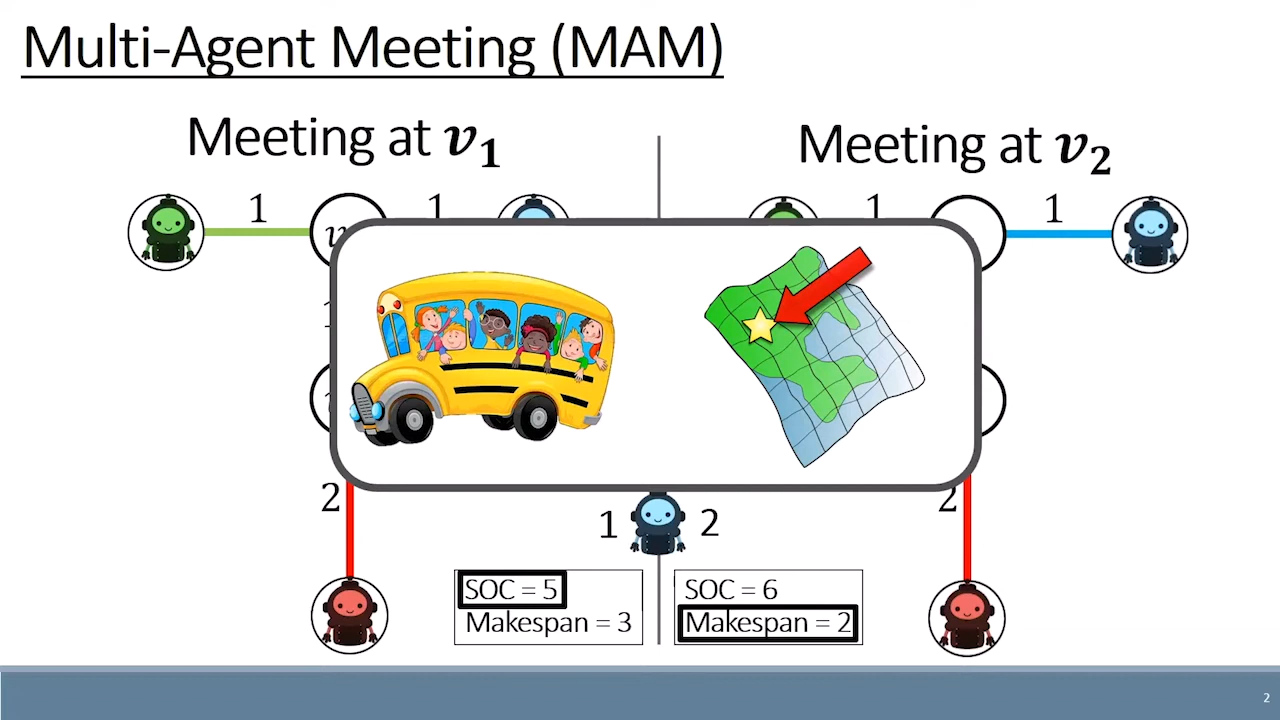 Multi-Agent Meeting (MAM)
Meeting at v₁
Meeting at v₂
1
1
1
1
v
2
2
1
2
SOC = 5
Makespan = 3
SOC = 6
Makespan = 2
2